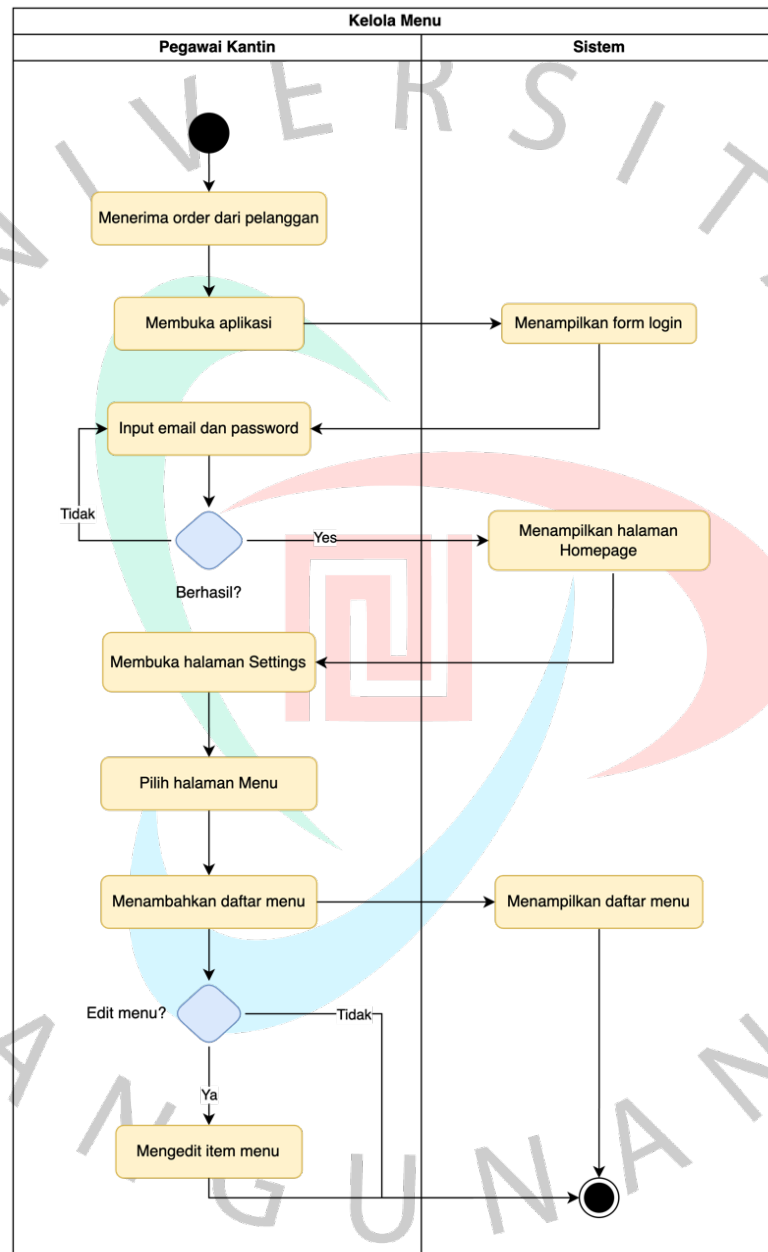 Kelola Menu
Pegawai Kantin
Sistem
Menerima order dari pelanggan
Membuka aplikasi
Menampilkan form login
Input email dan password
Tidak
Yes
Menampilkan halaman
Homepage
Berhasil?
Membuka halaman Settings
Pilih halaman Menu
Menambahkan daftar menu
Menampilkan daftar menu
Edit menu?
Tidak
Ya
Mengedit item menu